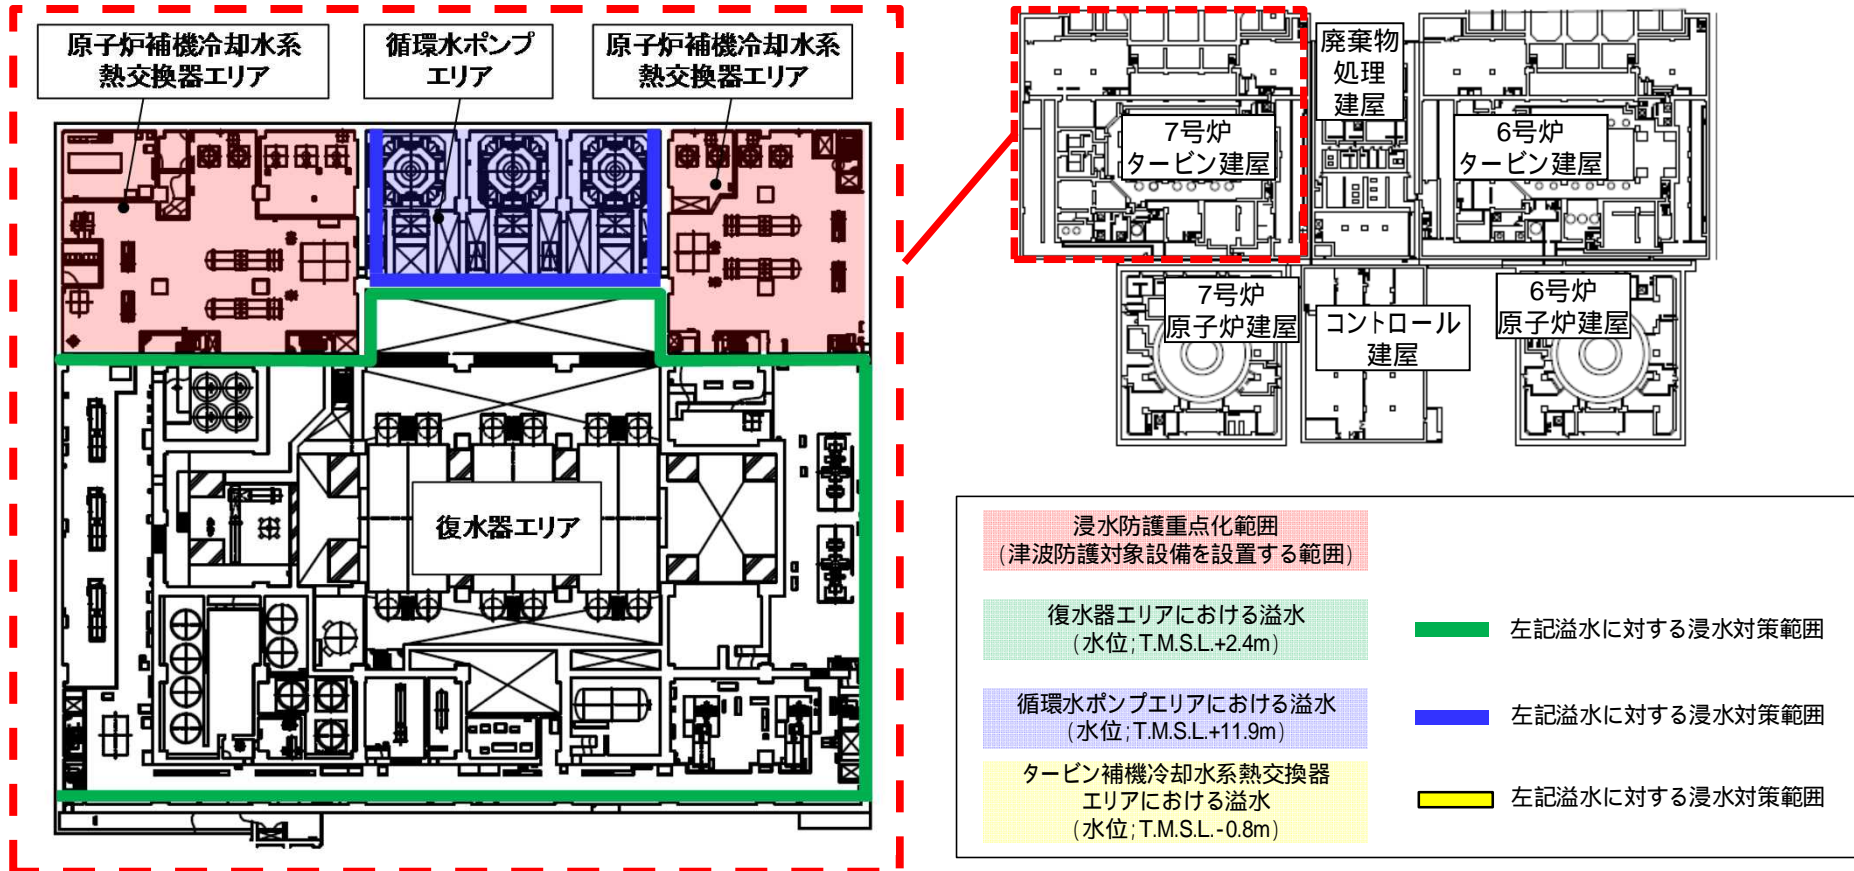 原子炉補機冷却水系
熱交換器エリア
循環水ポンプ
エリア
原子炉補機冷却水系
熱交換器エリア
復水器エリア
廃棄物
処理
建屋
7号炉
タービン建屋
6号炉
タービン建屋
7号炉
原子炉建屋
コントロール
建屋
6号炉
原子炉建屋
浸水防護重点化範囲
(津波防護対象設備を設置する範囲)
復水器エリアにおける溢水
(水位;T.M.S.L.+2.4m)
左記溢水に対する浸水対策範囲
循環水ポンプエリアにおける溢水
(水位;T.M.S.L.+11.9m)
左記溢水に対する浸水対策範囲
タービン補機冷却水系熱交換器
エリアにおける溢水
(水位;T.M.S.L.-0.8m)
左記溢水に対する浸水対策範囲